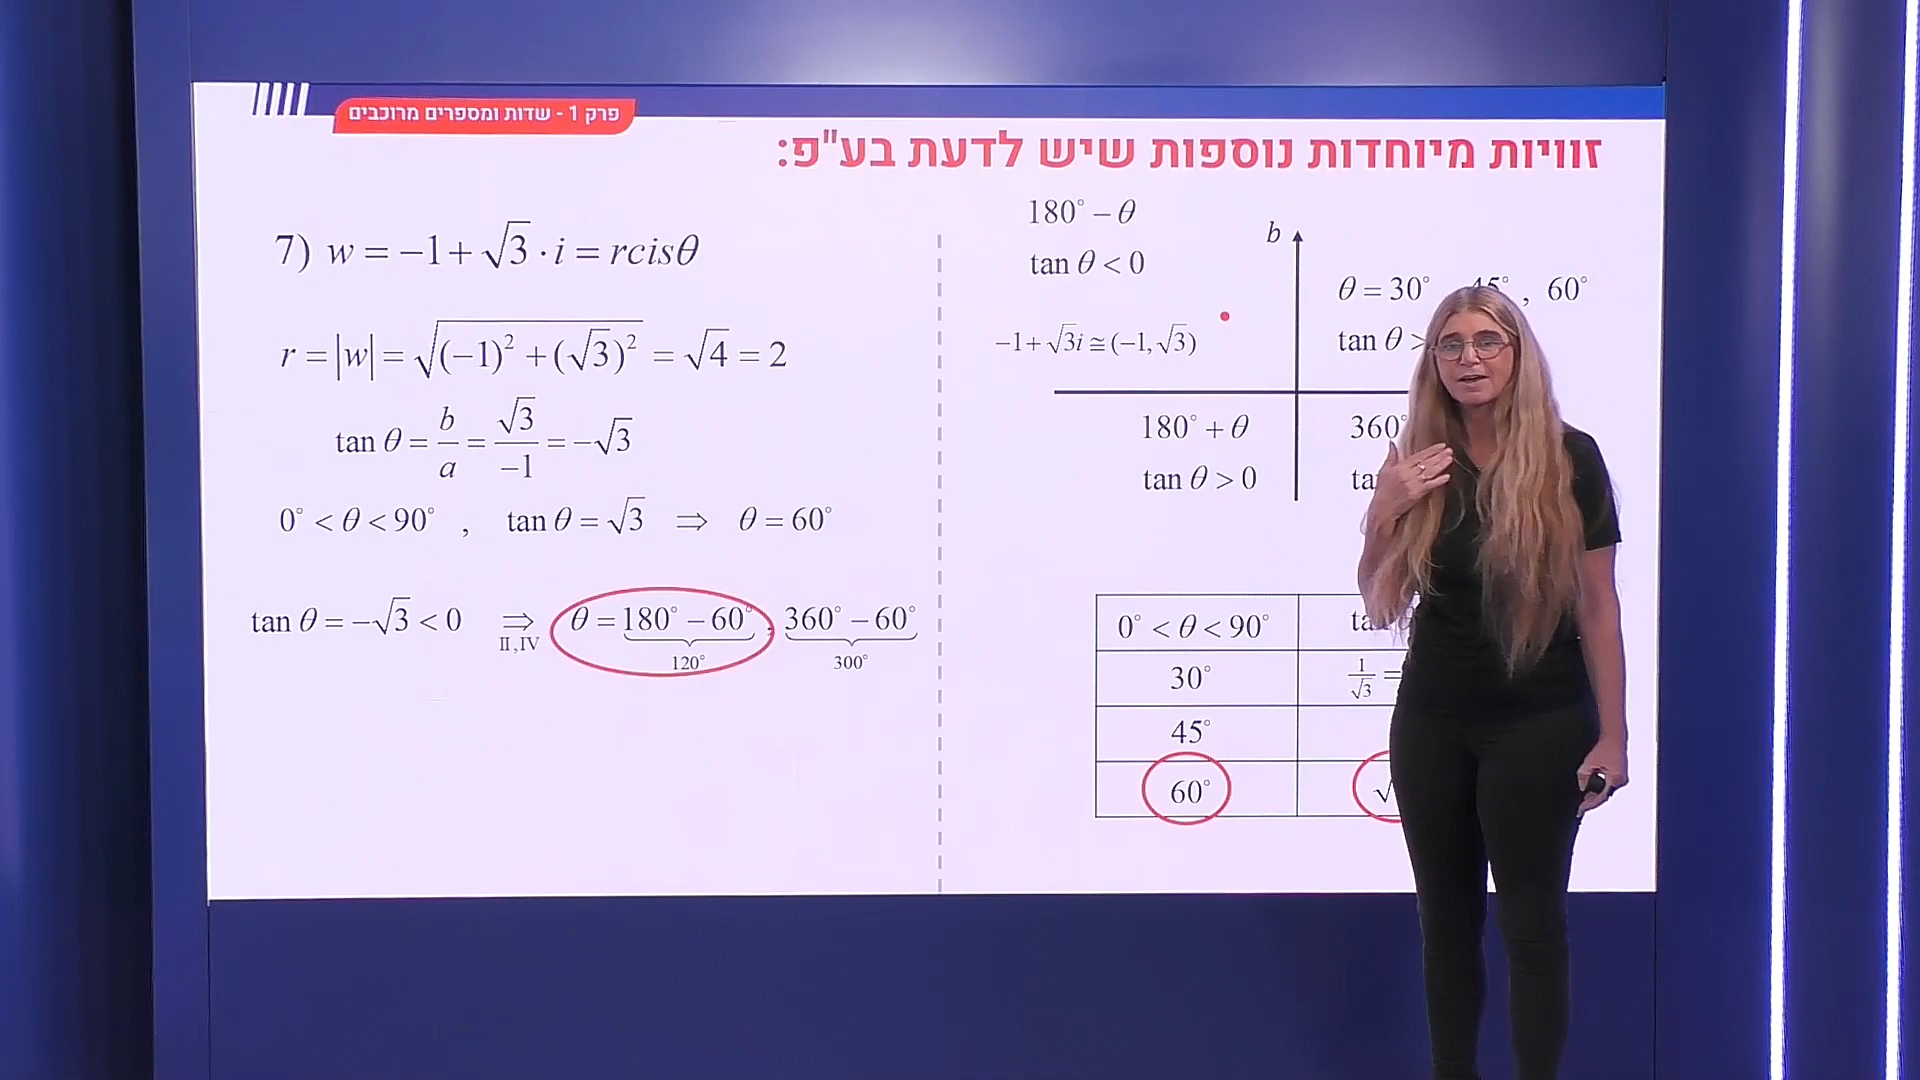 פרק 1 - שדות ומספרים מרוכבים
זוויות מיוחדות נוספות שיש לדעת בע"פ:
7) w = −1 + √3 · i = rcisθ
r = |w| = √((−1)² + (√3)²) = √4 = 2
tan θ = b/a = √3/−1 = −√3
0° < θ < 90° , tan θ = √3 ⇒ θ = 60°
tan θ = −√3 < 0 ⇒ II,IV θ = 180° − 60° , 360° − 60°
120° 300°
180° − θ
tan θ < 0
−1 + √3i ≅ (−1, √3)
b
θ = 30° 45° , 60°
tan θ >
180° + θ
tan θ > 0
360°
0° < θ < 90°
30° 1/√3 =
45°
60° √